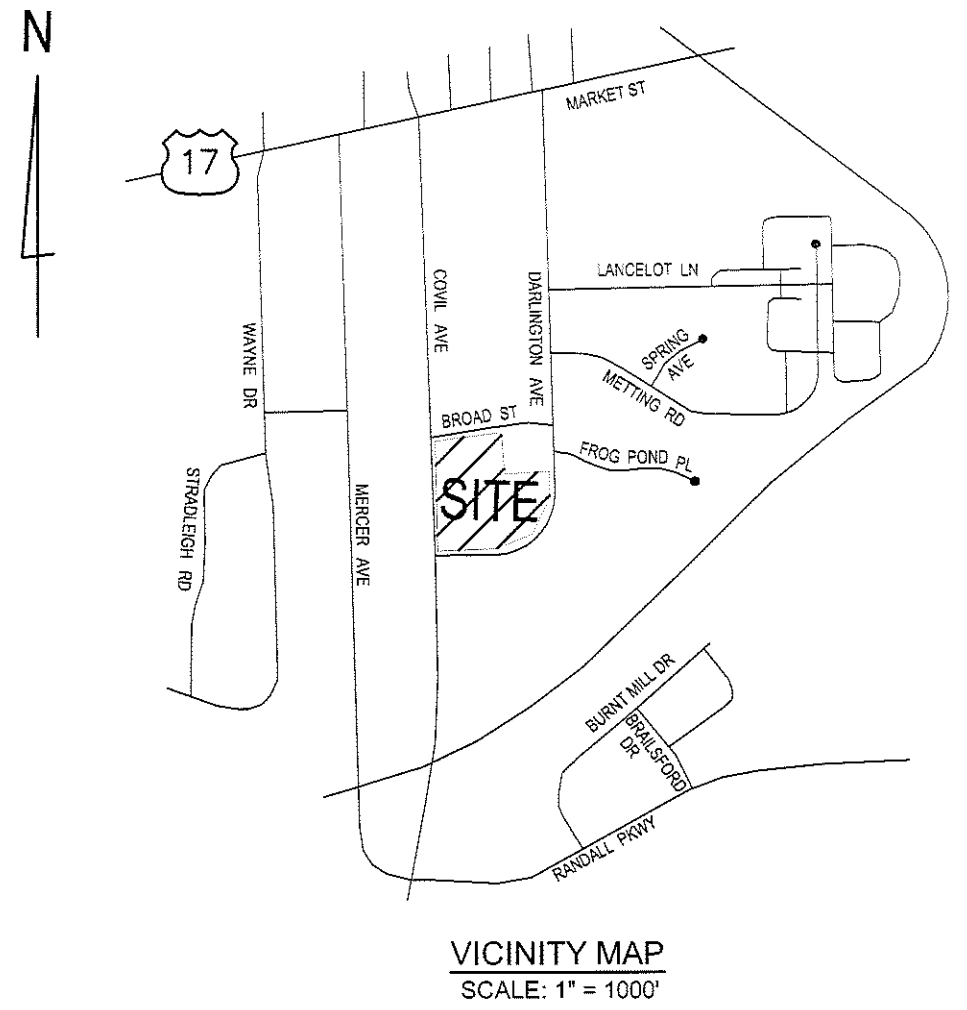 N
MARKET ST
17
LANCELOT LN
COVIL AVE
DARLINGTON AVE
WAYNE DR
SPRING
AVE
METTING RD
BROAD ST
FROG POND PL
STRADLEIGH RD
MERCER AVE
SITE
BURNT MILL DR
BRAILSFORD
DR
RANDALL PKWY
VICINITY MAP
SCALE: 1" = 1000'